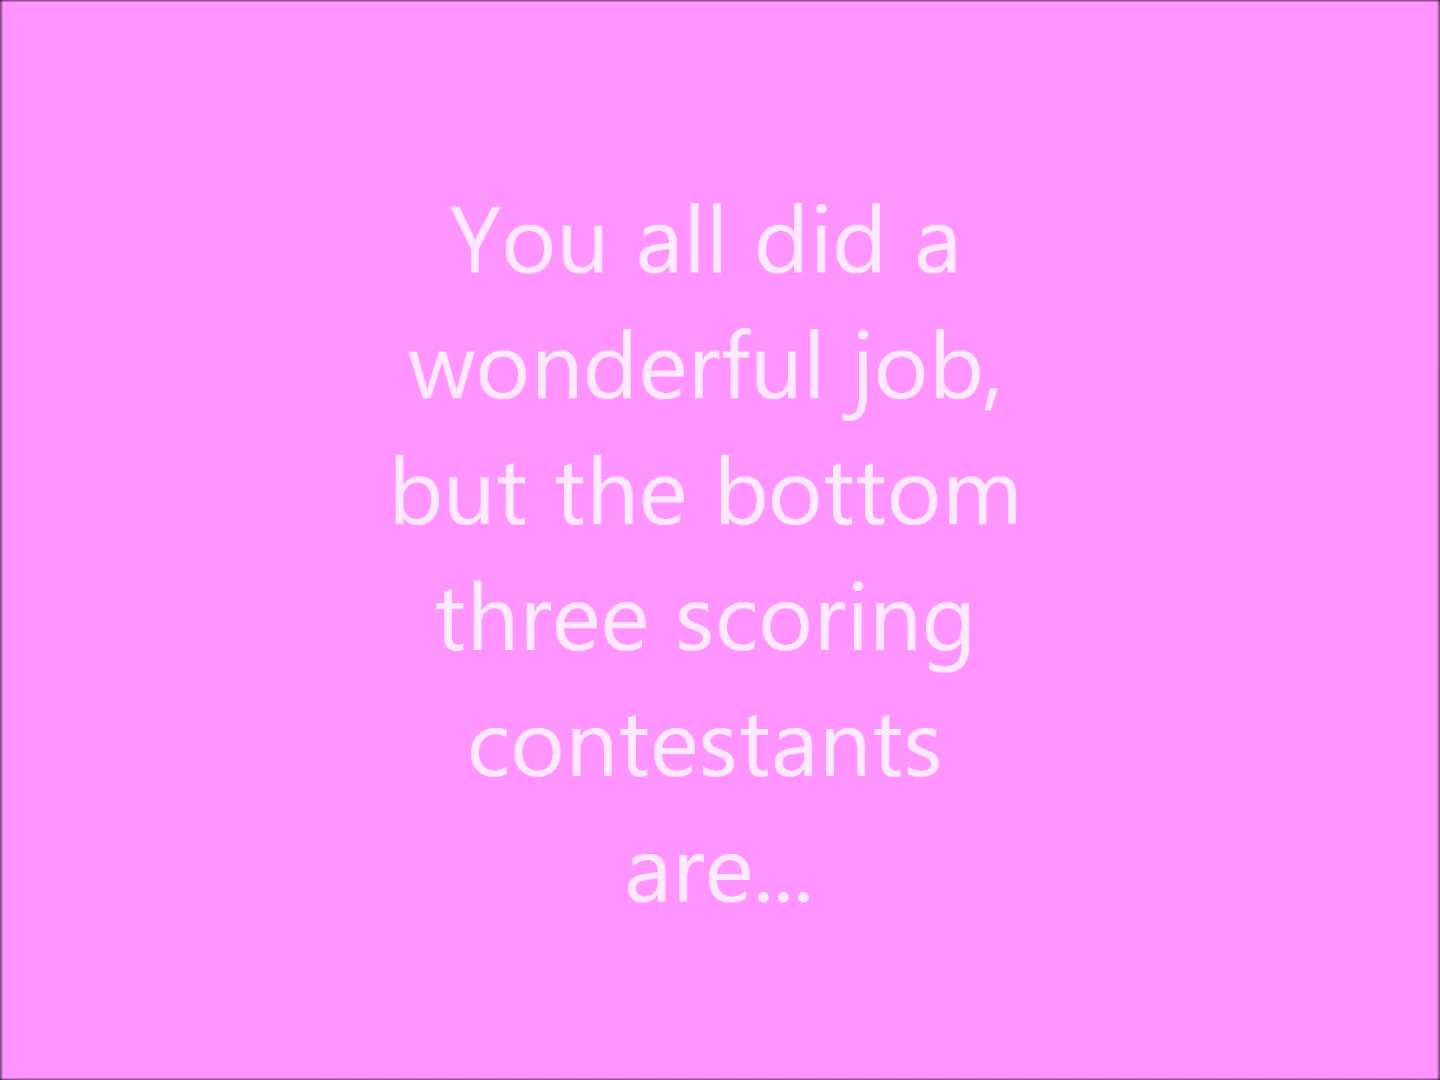 You all did a
wonderful job,
but the bottom
three scoring
contestants
are...